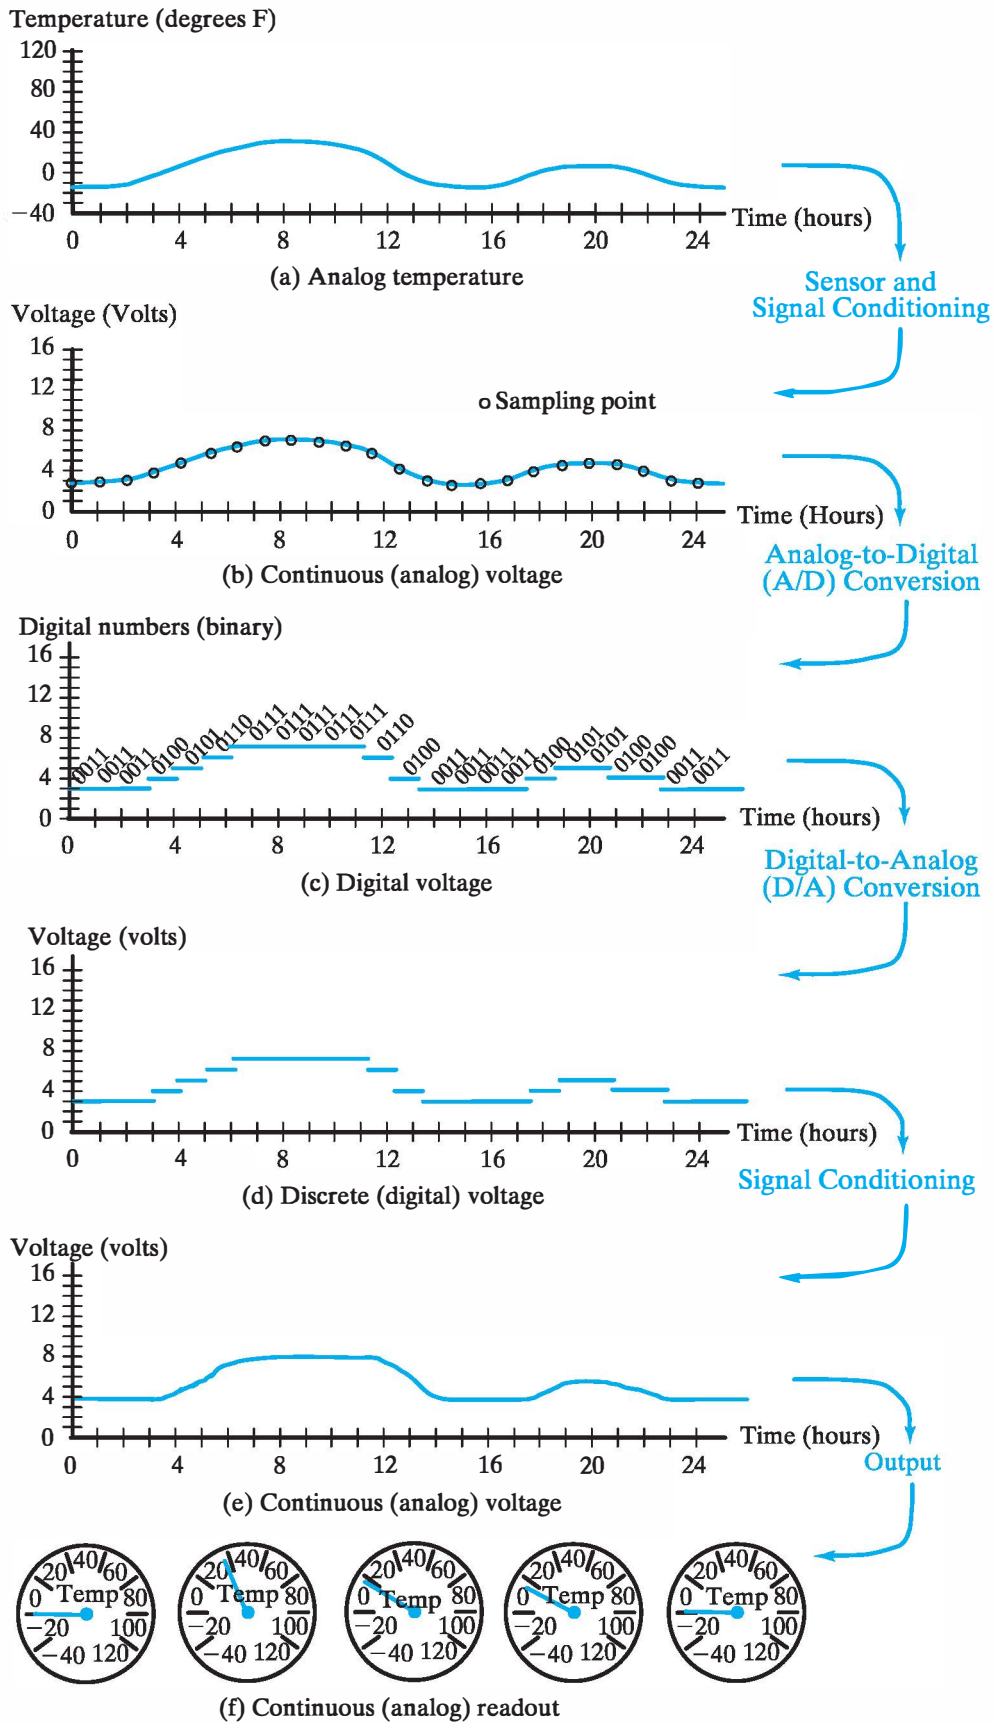 Temperature (degrees F)
120
80
40
0
−40
0 4 8 12 16 20 24
Time (hours)
(a) Analog temperature
Sensor and
Signal Conditioning
Voltage (Volts)
16
12
8
4
0
Sampling point
0 4 8 12 16 20 24
Time (Hours)
(b) Continuous (analog) voltage
Analog-to-Digital
(A/D) Conversion
Digital numbers (binary)
16
12
8
4
0
0011 0011 0011 0100 0101 0110 0111 0111 0111 0111 0111 0110 0100 0011 0011 0011 0011 0100 0101 0101 0100 0100 0011 0011
0 4 8 12 16 20 24
Time (hours)
(c) Digital voltage
Digital-to-Analog
(D/A) Conversion
Voltage (volts)
16
12
8
4
0
0 4 8 12 16 20 24
Time (hours)
(d) Discrete (digital) voltage
Signal Conditioning
Voltage (volts)
16
12
8
4
0
0 4 8 12 16 20 24
Time (hours)
(e) Continuous (analog) voltage
Output
−40 −20 0 20 40 60 80 100 120
Temp
−40 −20 0 20 40 60 80 100 120
Temp
−40 −20 0 20 40 60 80 100 120
Temp
−40 −20 0 20 40 60 80 100 120
Temp
−40 −20 0 20 40 60 80 100 120
Temp
(f) Continuous (analog) readout